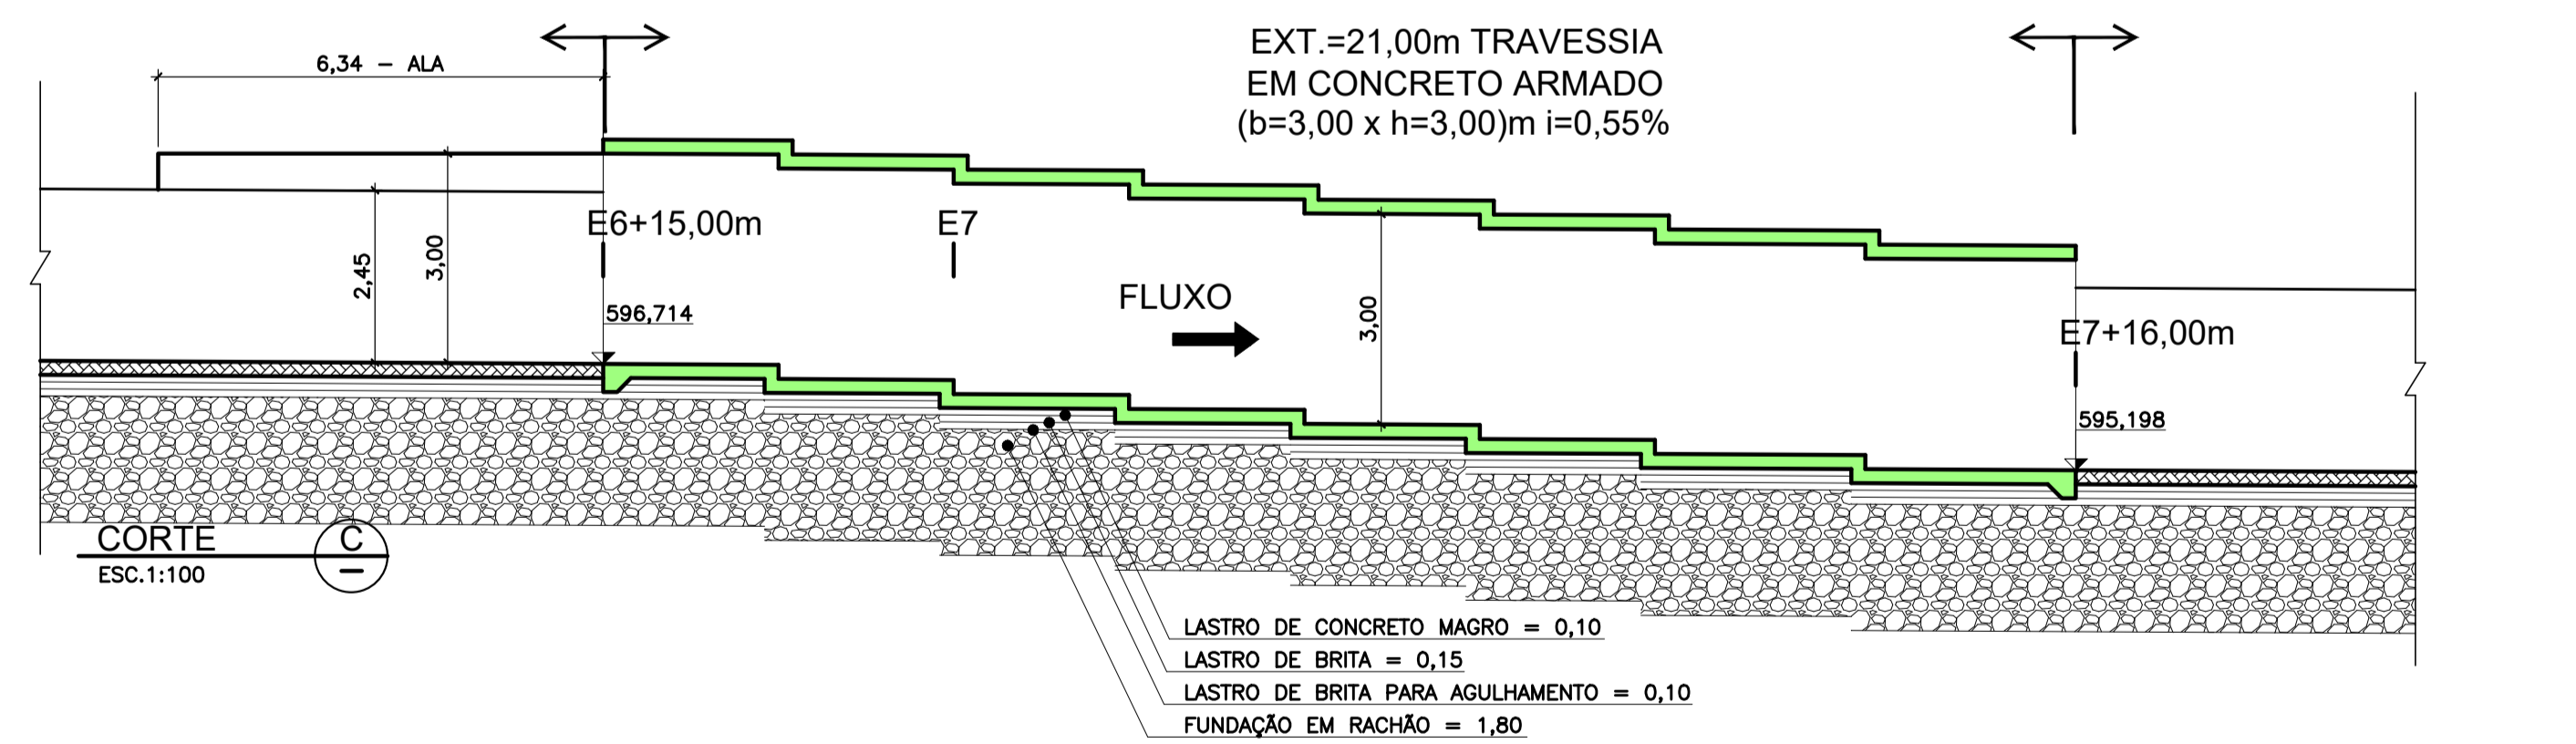 6,34 - ALA
EXT.=21,00m TRAVESSIA
EM CONCRETO ARMADO
(b=3,00 x h=3,00)m i=0,55%
E6+15,00m
E7
2,45
3,00
596,714
FLUXO
3,00
E7+16,00m
595,198
CORTE
C
ESC.1:100
–
LASTRO DE CONCRETO MAGRO = 0,10
LASTRO DE BRITA = 0,15
LASTRO DE BRITA PARA AGULHAMENTO = 0,10
FUNDAÇÃO EM RACHÃO = 1,80